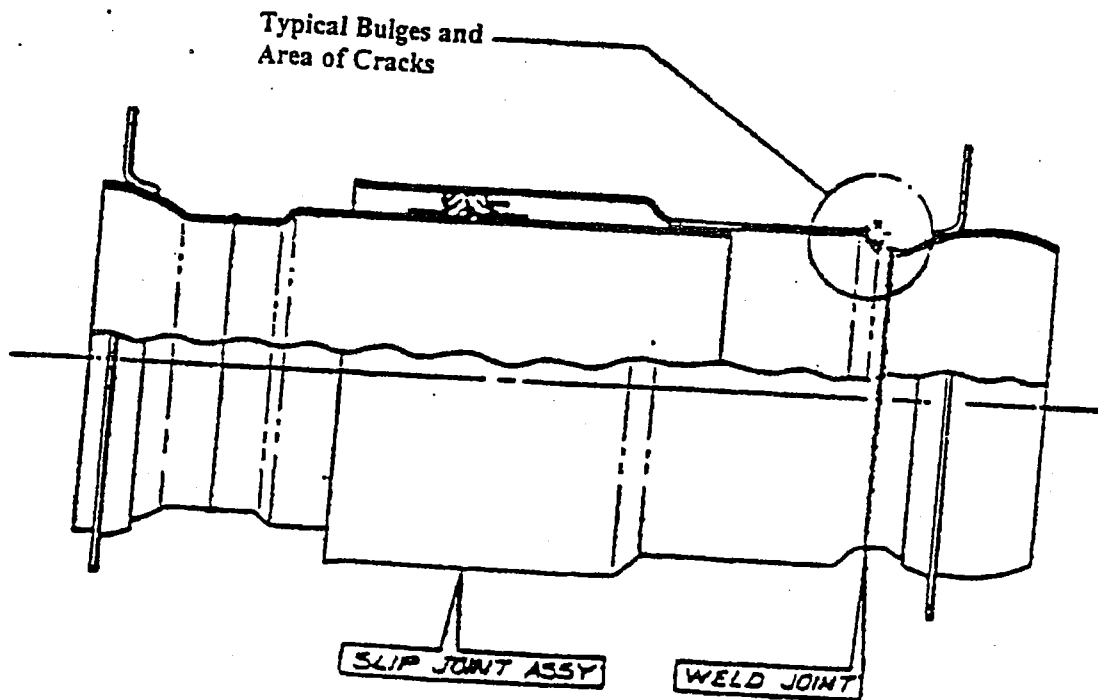 Typical Bulges and
Area of Cracks
SLIP JOINT ASSY
WELD JOINT